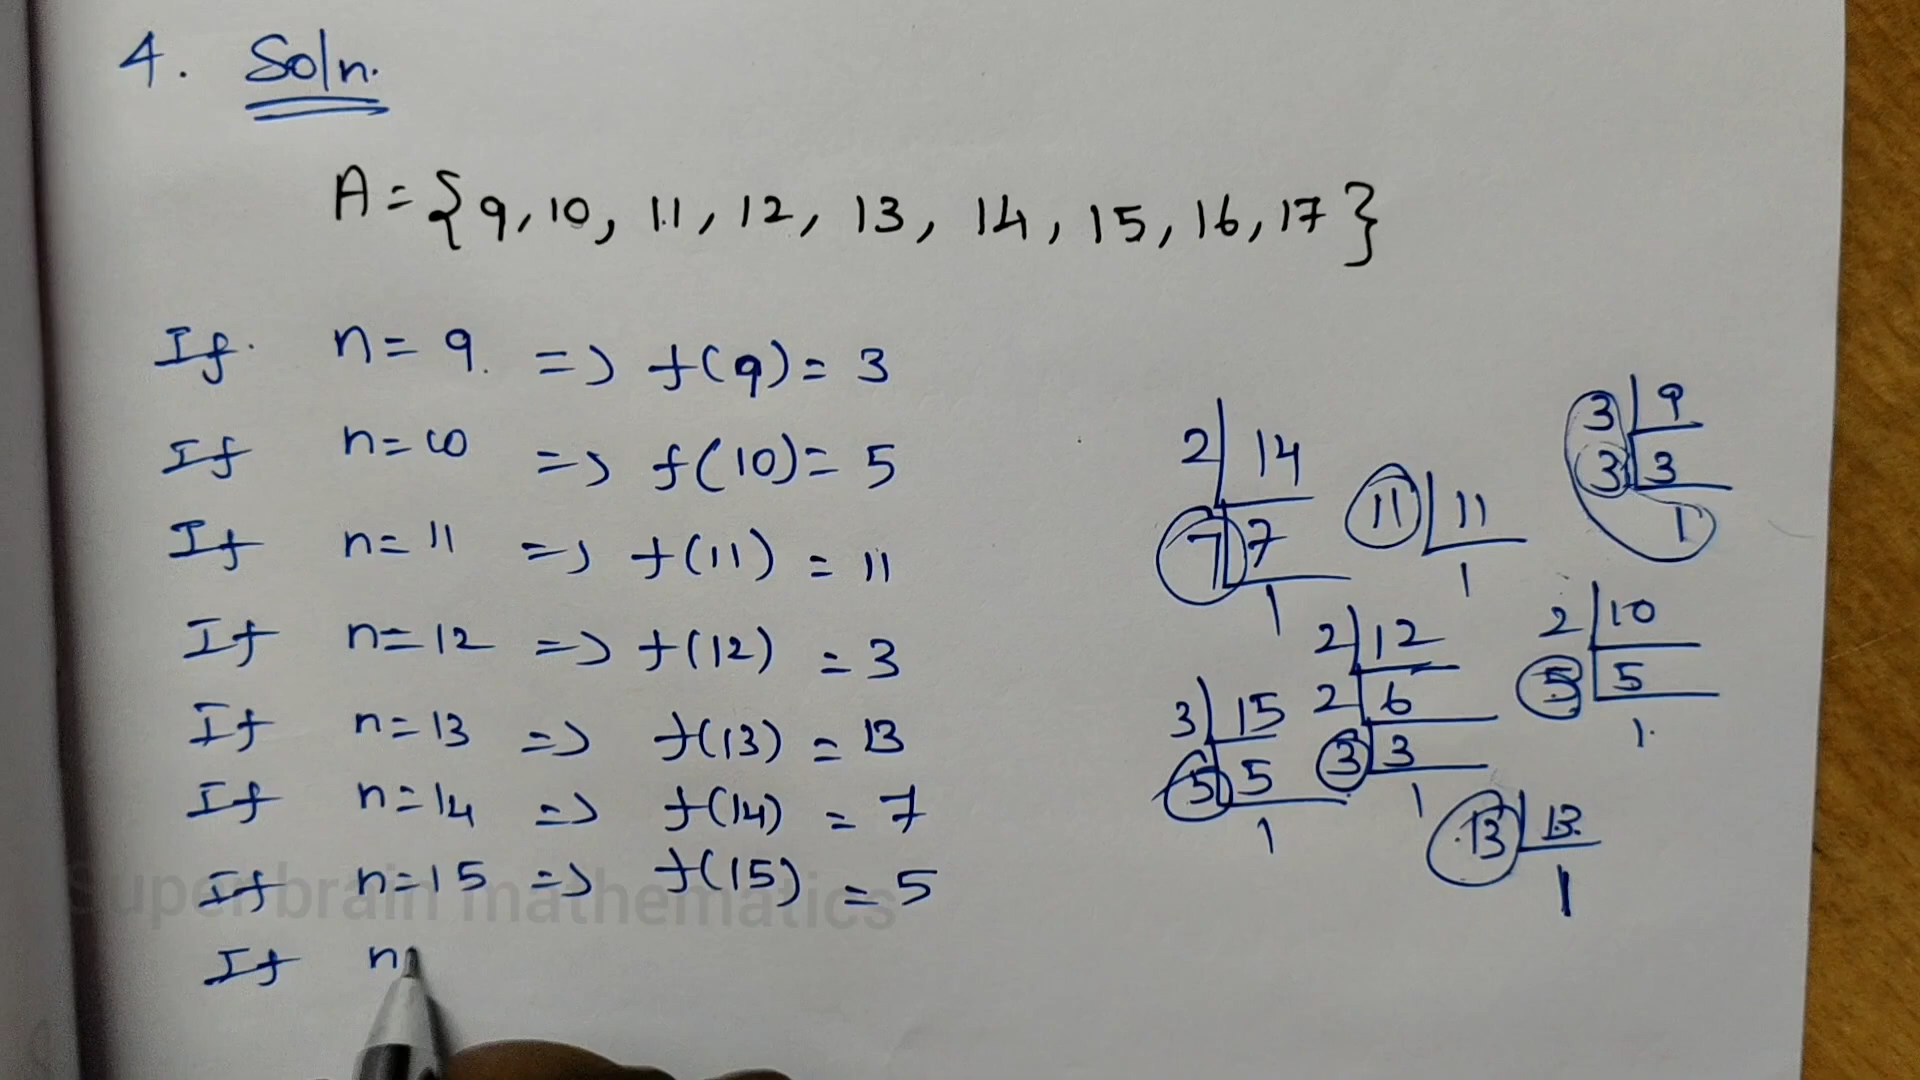 4. Soln.
A = {9, 10, 11, 12, 13, 14, 15, 16, 17}
If n = 9. => f(9) = 3
If n = 10 => f(10) = 5
If n = 11 => f(11) = 11
If n = 12 => f(12) = 3
If n = 13 => f(13) = 13
If n = 14 => f(14) = 7
If n = 15 => f(15) = 5
If n
3 | 9
3 | 3
1
2 | 14
7 | 7
1
11 | 11
1
2 | 10
5 | 5
1.
2 | 12
2 | 6
3 | 3
1
3 | 15
5 | 5
1
13 | 13
1
Super brain mathematics